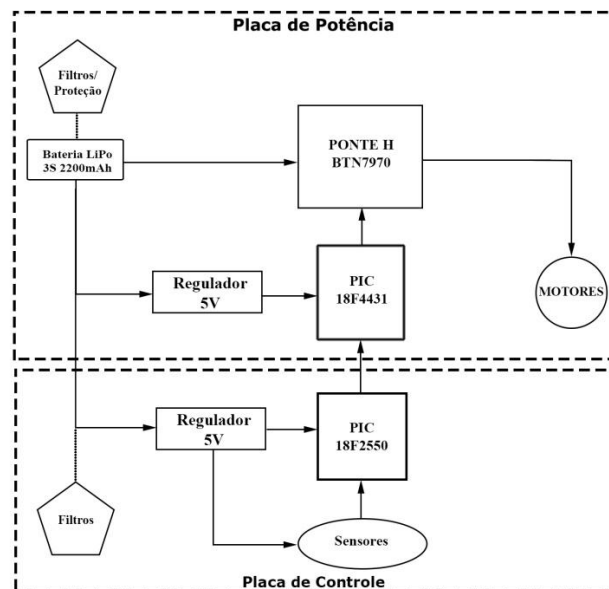 Placa de Potência
Filtros/
Proteção
Bateria LiPo
3S 2200mAh
PONTE H
BTN7970
Regulador
5V
PIC
18F4431
MOTORES
Regulador
5V
PIC
18F2550
Filtros
Sensores
Placa de Controle